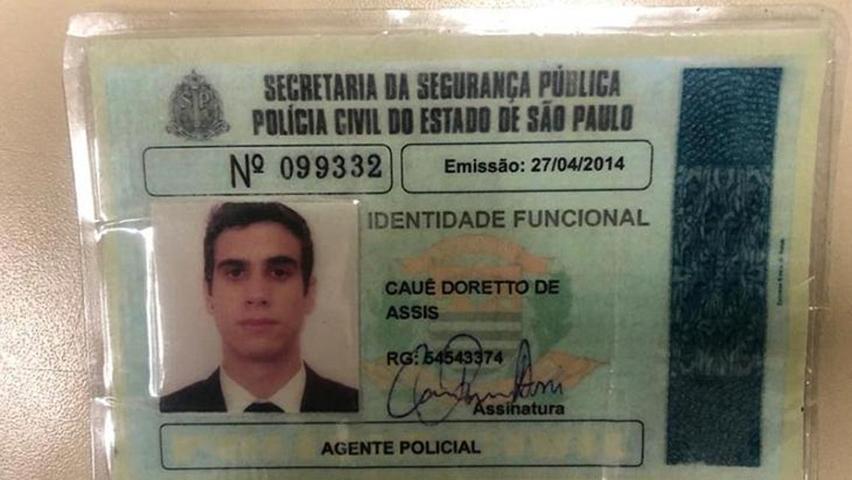 SECRETARIA DA SEGURANÇA PÚBLICA
POLÍCIA CIVIL DO ESTADO DE SÃO PAULO
Nº 099332
Emissão: 27/04/2014
IDENTIDADE FUNCIONAL
CAUÊ DORETTO DE
ASSIS
RG: 54543374
Assinatura
AGENTE POLICIAL